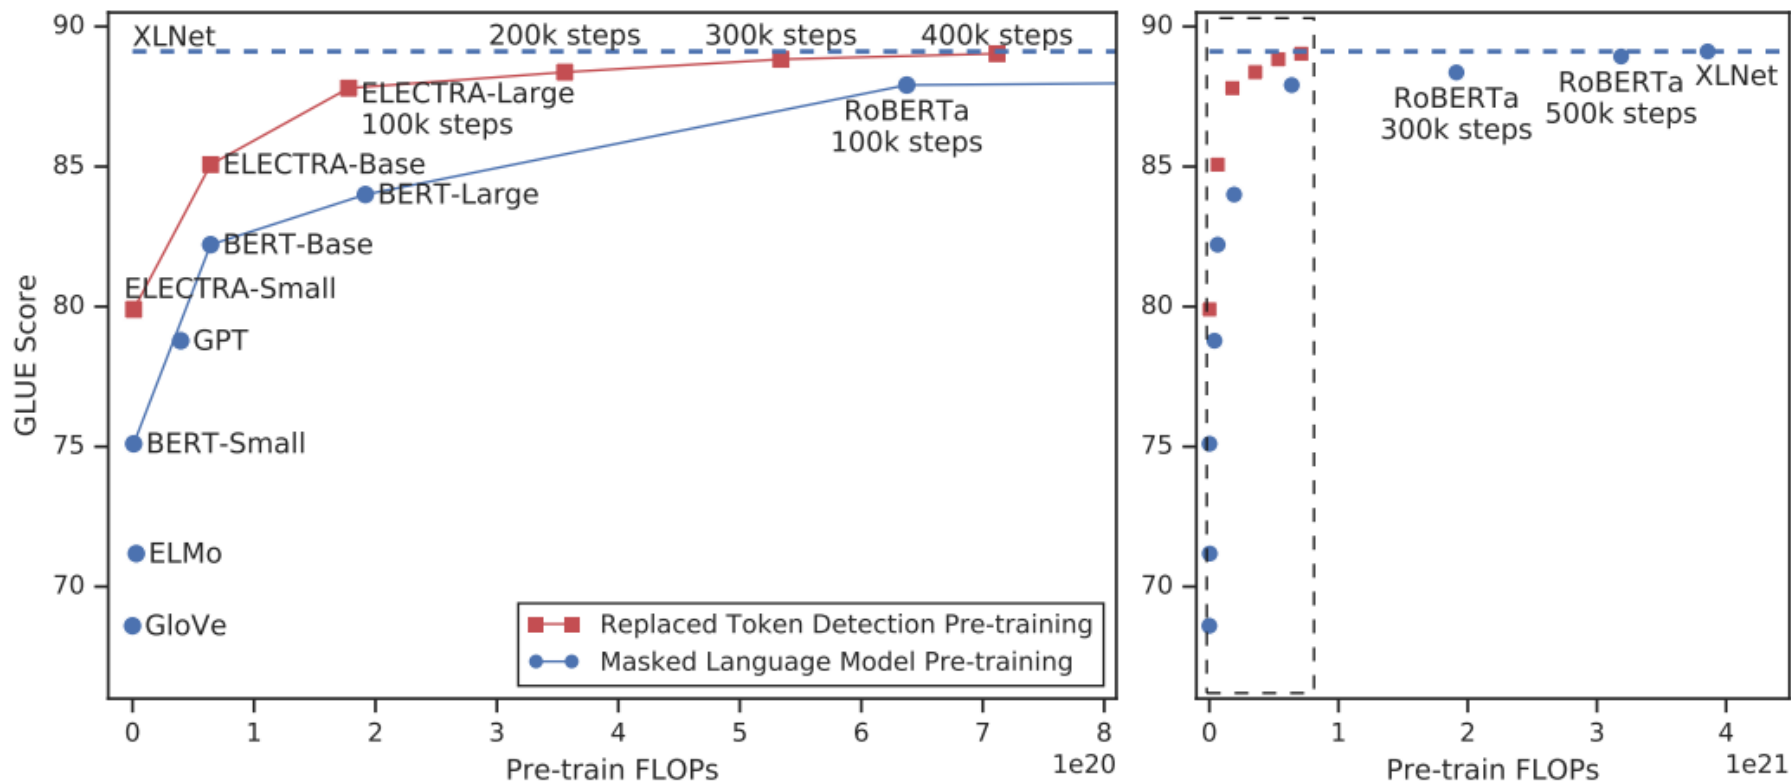 90
XLNet
200k steps
300k steps
400k steps
ELECTRA-Large
100k steps
RoBERTa
100k steps
85
ELECTRA-Base
BERT-Large
BERT-Base
ELECTRA-Small
80
GPT
GLUE Score
75
BERT-Small
ELMo
70
GloVe
Replaced Token Detection Pre-training
Masked Language Model Pre-training
0 1 2 3 4 5 6 7 8
Pre-train FLOPs
1e20
90
XLNet
RoBERTa
500k steps
RoBERTa
300k steps
85
80
75
70
0 1 2 3 4
Pre-train FLOPs
1e21